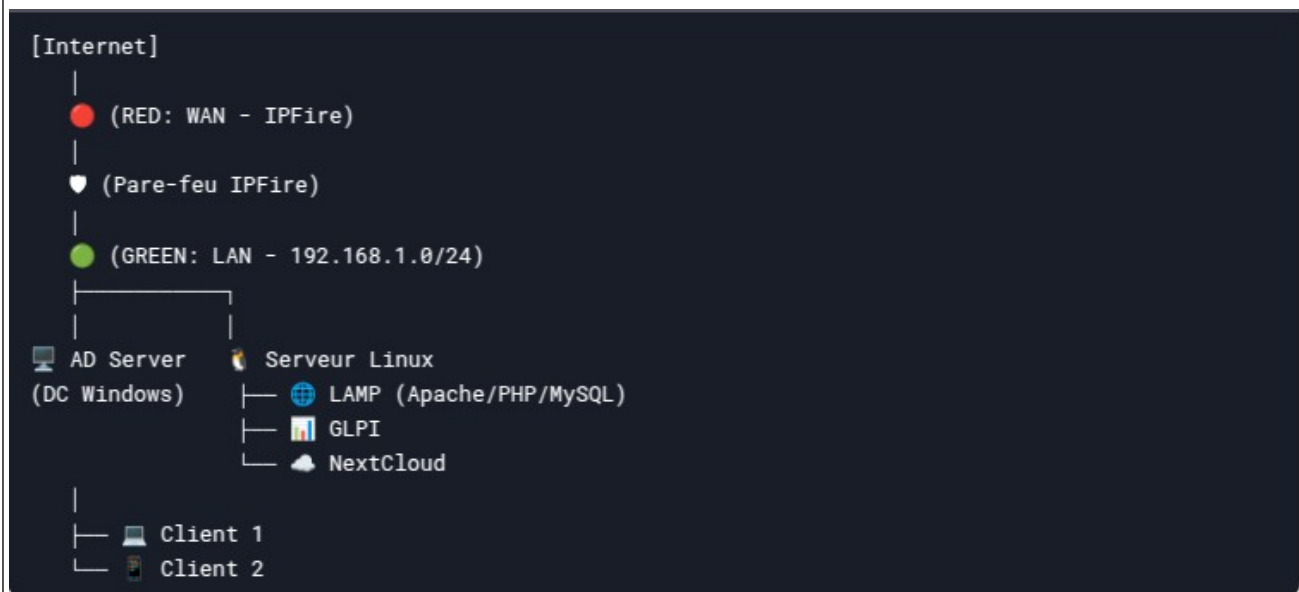 [Internet]
(RED: WAN - IPFire)
(Pare-feu IPFire)
(GREEN: LAN - 192.168.1.0/24)
AD Server Serveur Linux
(DC Windows) LAMP (Apache/PHP/MySQL)
GLPI
NextCloud
Client 1
Client 2